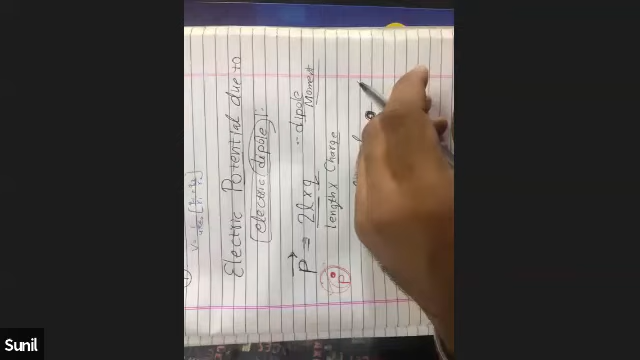 Electric Potential due to
electric dipole):
P → 2l x q ∴ dipole
Moment
length x Charge
P
Sunil